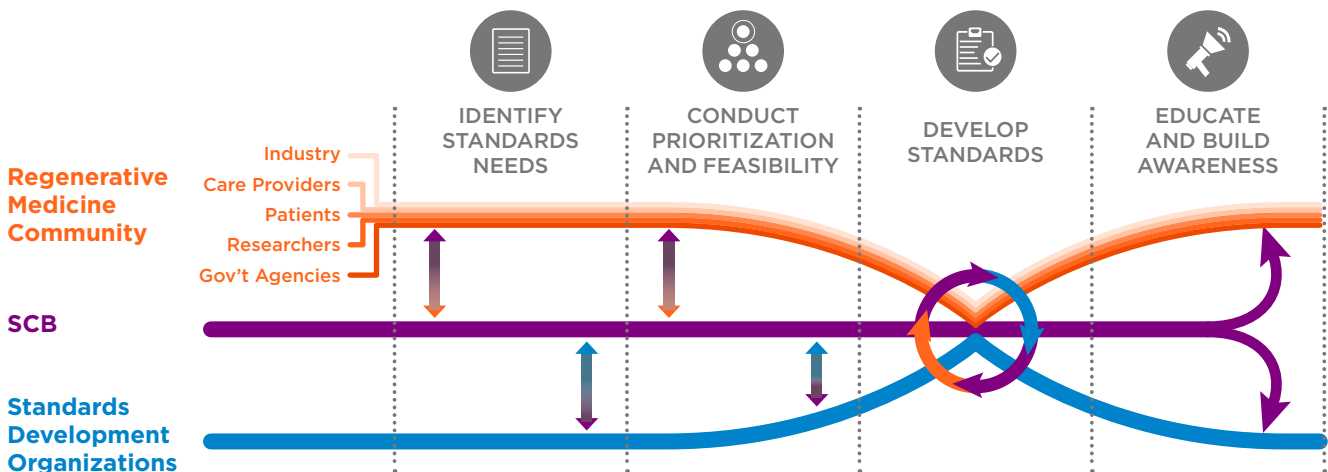 IDENTIFY
STANDARDS
NEEDS
CONDUCT
PRIORITIZATION
AND FEASIBILITY
DEVELOP
STANDARDS
EDUCATE
AND BUILD
AWARENESS
Regenerative
Medicine
Community
Industry
Care Providers
Patients
Researchers
Gov't Agencies
SCB
Standards
Development
Organizations